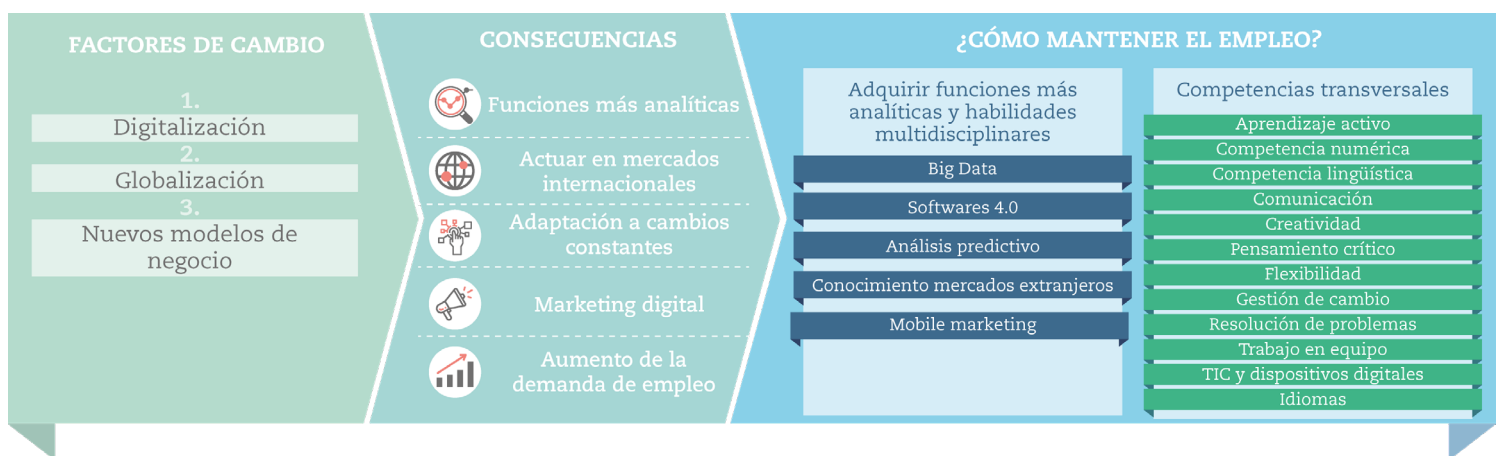 FACTORES DE CAMBIO
1.
Digitalización
2.
Globalización
3.
Nuevos modelos de
negocio
CONSECUENCIAS
Funciones más analíticas
Actuar en mercados
internacionales
Adaptación a cambios
constantes
Marketing digital
Aumento de la
demanda de empleo
¿CÓMO MANTENER EL EMPLEO?
Adquirir funciones más
analíticas y habilidades
multidisciplinares
Big Data
Softwares 4.0
Análisis predictivo
Conocimiento mercados extranjeros
Mobile marketing
Competencias transversales
Aprendizaje activo
Competencia numérica
Competencia lingüística
Comunicación
Creatividad
Pensamiento crítico
Flexibilidad
Gestión de cambio
Resolución de problemas
Trabajo en equipo
TIC y dispositivos digitales
Idiomas